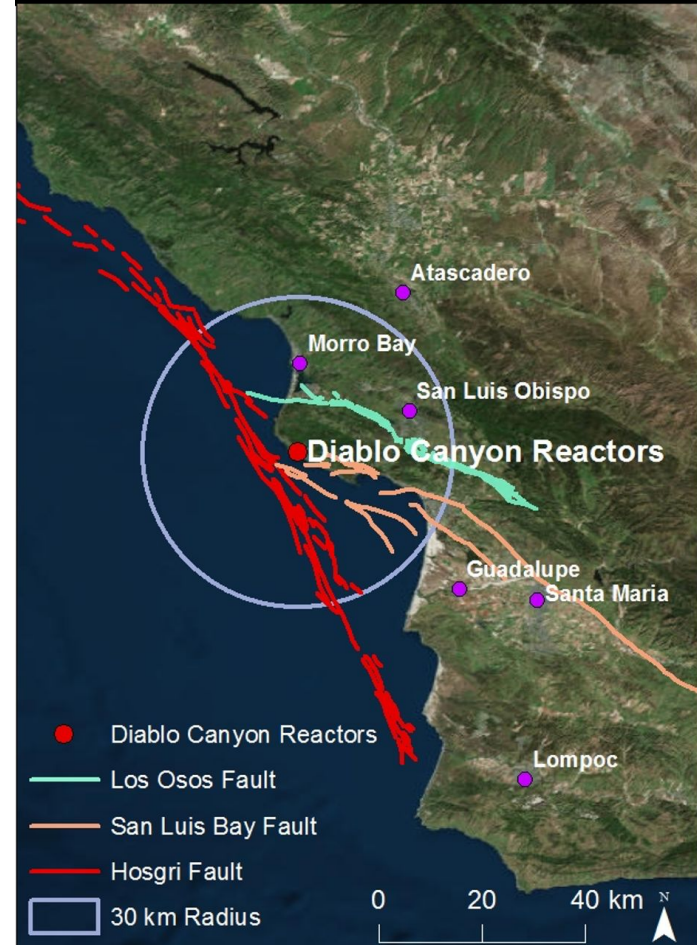 Atascadero
Morro Bay
San Luis Obispo
Diablo Canyon Reactors
Guadalupe
Santa Maria
Lompoc
Diablo Canyon Reactors
Los Osos Fault
San Luis Bay Fault
Hosgri Fault
30 km Radius
0 20 40 km
N